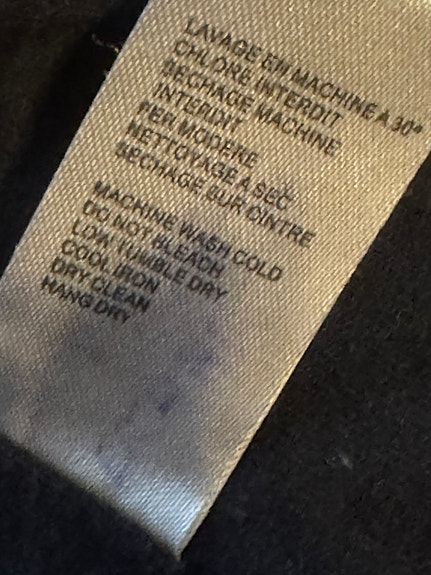 LAVAGE EN MACHINE A 30°
CHLORE INTERDIT
SECHAGE MACHINE
INTERDIT
FER MODERE
NETTOYAGE A SEC
SECHAGE SUR CINTRE
MACHINE WASH COLD
DO NOT BLEACH
LOW TUMBLE DRY
COOL IRON
DRY CLEAN
HANG DRY